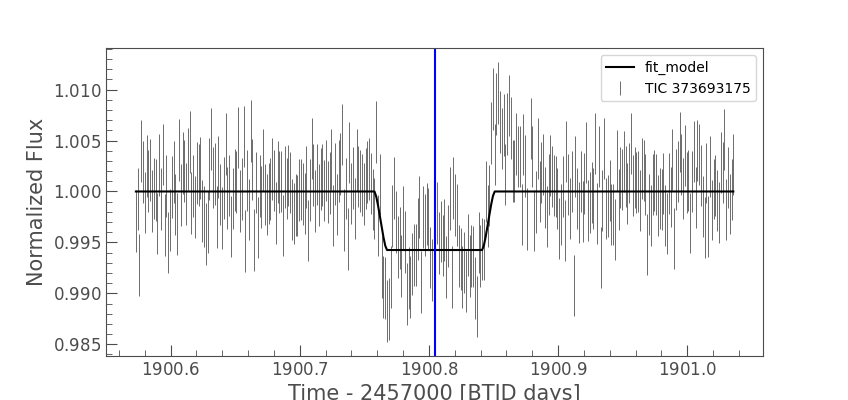 fit_model
TIC 373693175
1.010
1.005
1.000
0.995
0.990
0.985
Normalized Flux
1900.6 1900.7 1900.8 1900.9 1901.0
Time - 2457000 [BTJD days]